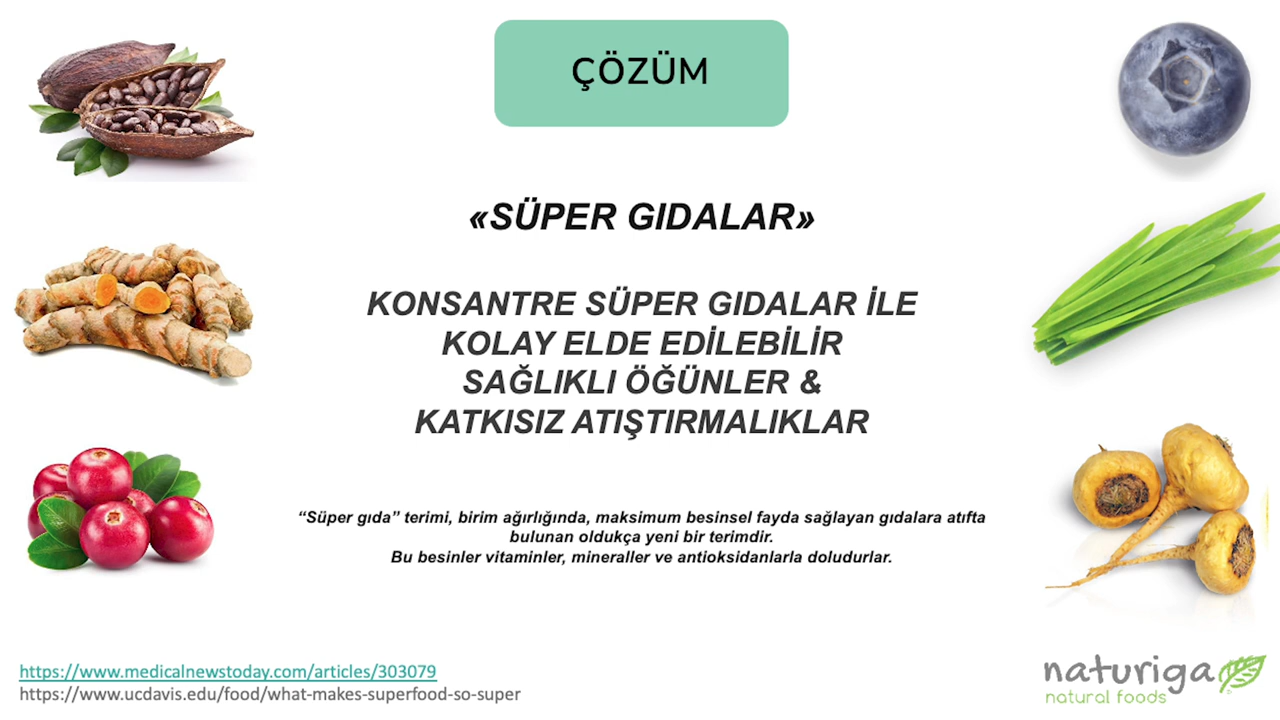 ÇÖZÜM
«SÜPER GIDALAR»
KONSANTRE SÜPER GIDALAR İLE
KOLAY ELDE EDİLEBİLİR
SAĞLIKLI ÖĞÜNLER &
KATKISIZ ATIŞTIRMALIKLAR
“Süper gıda” terimi, birim ağırlığında, maksimum besinsel fayda sağlayan gıdalara atıfta
bulunan oldukça yeni bir terimdir.
Bu besinler vitaminler, mineraller ve antioksidanlarla doludurlar.
https://www.medicalnewstoday.com/articles/303079
https://www.ucdavis.edu/food/what-makes-superfood-so-super
naturiga
natural foods